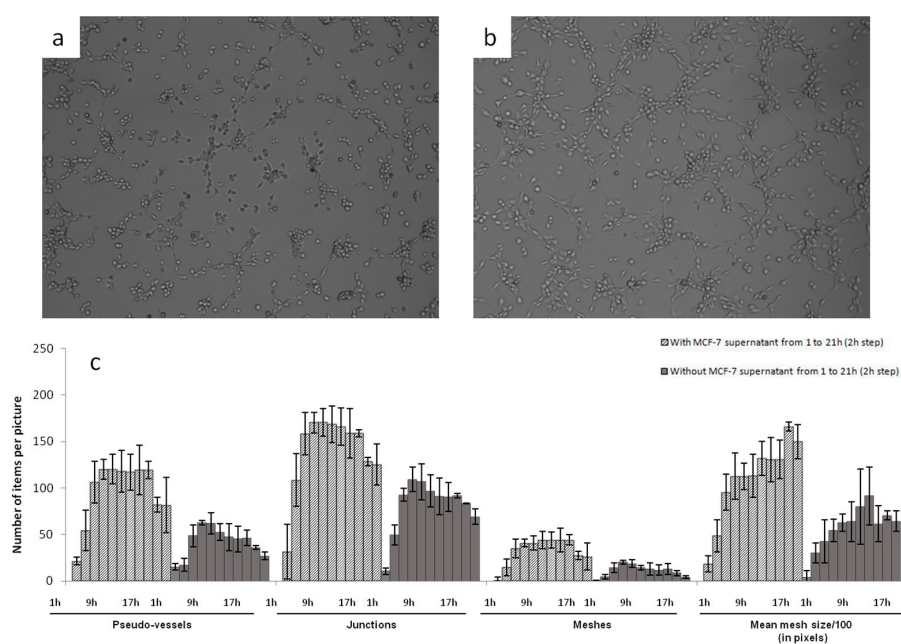 a
b
c
250
200
150
100
50
0
Number of items per picture
With MCF-7 supernatant from 1 to 21h (2h step)
Without MCF-7 supernatant from 1 to 21h (2h step)
1h 9h 17h 1h 9h 17h
1h 9h 17h 1h 9h 17h
1h 9h 17h 1h 9h 17h
1h 9h 17h 1h 9h 17h
Pseudo-vessels
Junctions
Meshes
Mean mesh size/100
(in pixels)